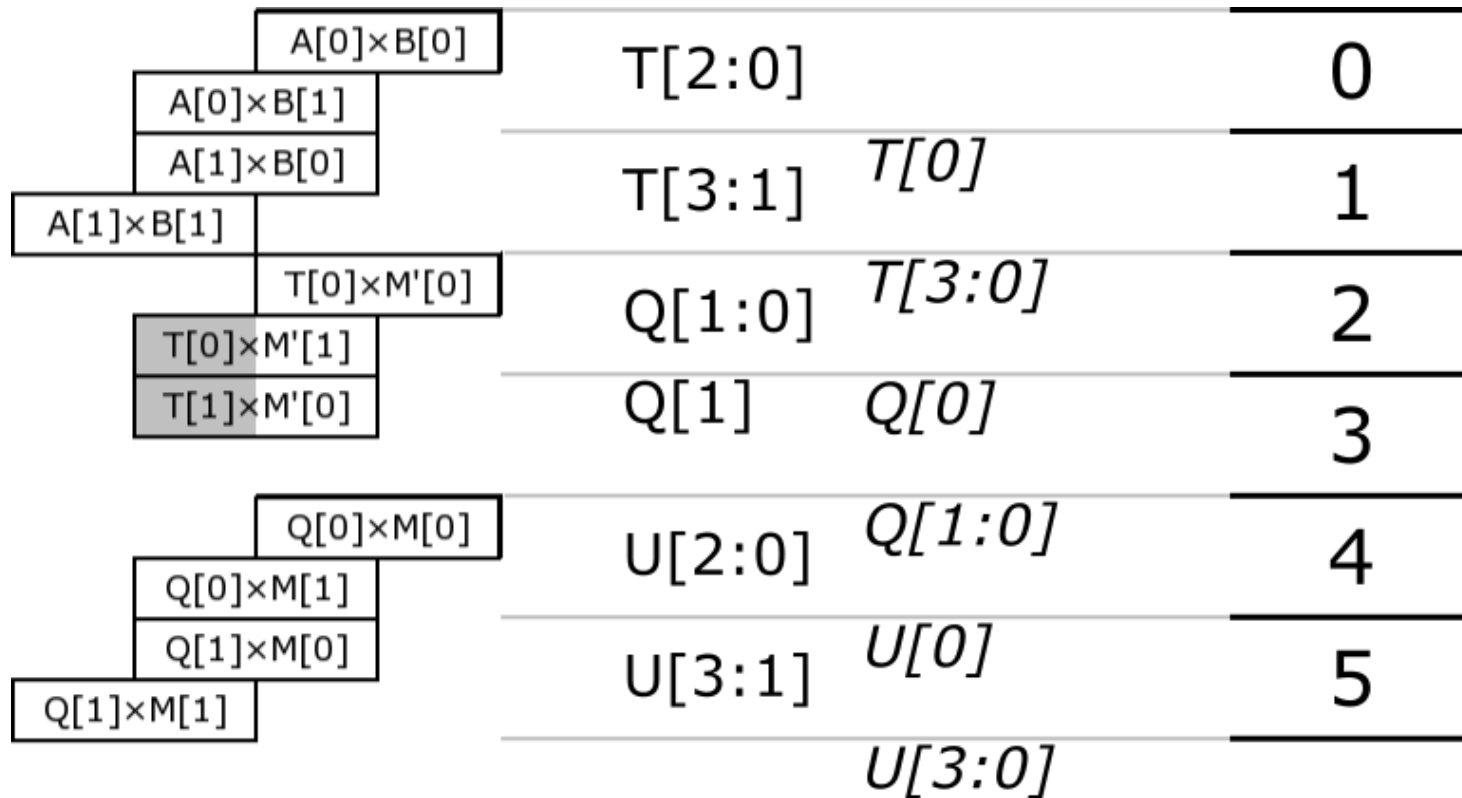 A[0]×B[0]
T[2:0]
0
A[0]×B[1]
A[1]×B[0]
T[3:1]
T[0]
1
A[1]×B[1]
T[0]×M'[0]
Q[1:0]
T[3:0]
2
T[0]×M'[1]
T[1]×M'[0]
Q[1]
Q[0]
3
Q[0]×M[0]
U[2:0]
Q[1:0]
4
Q[0]×M[1]
Q[1]×M[0]
U[3:1]
U[0]
5
Q[1]×M[1]
U[3:0]